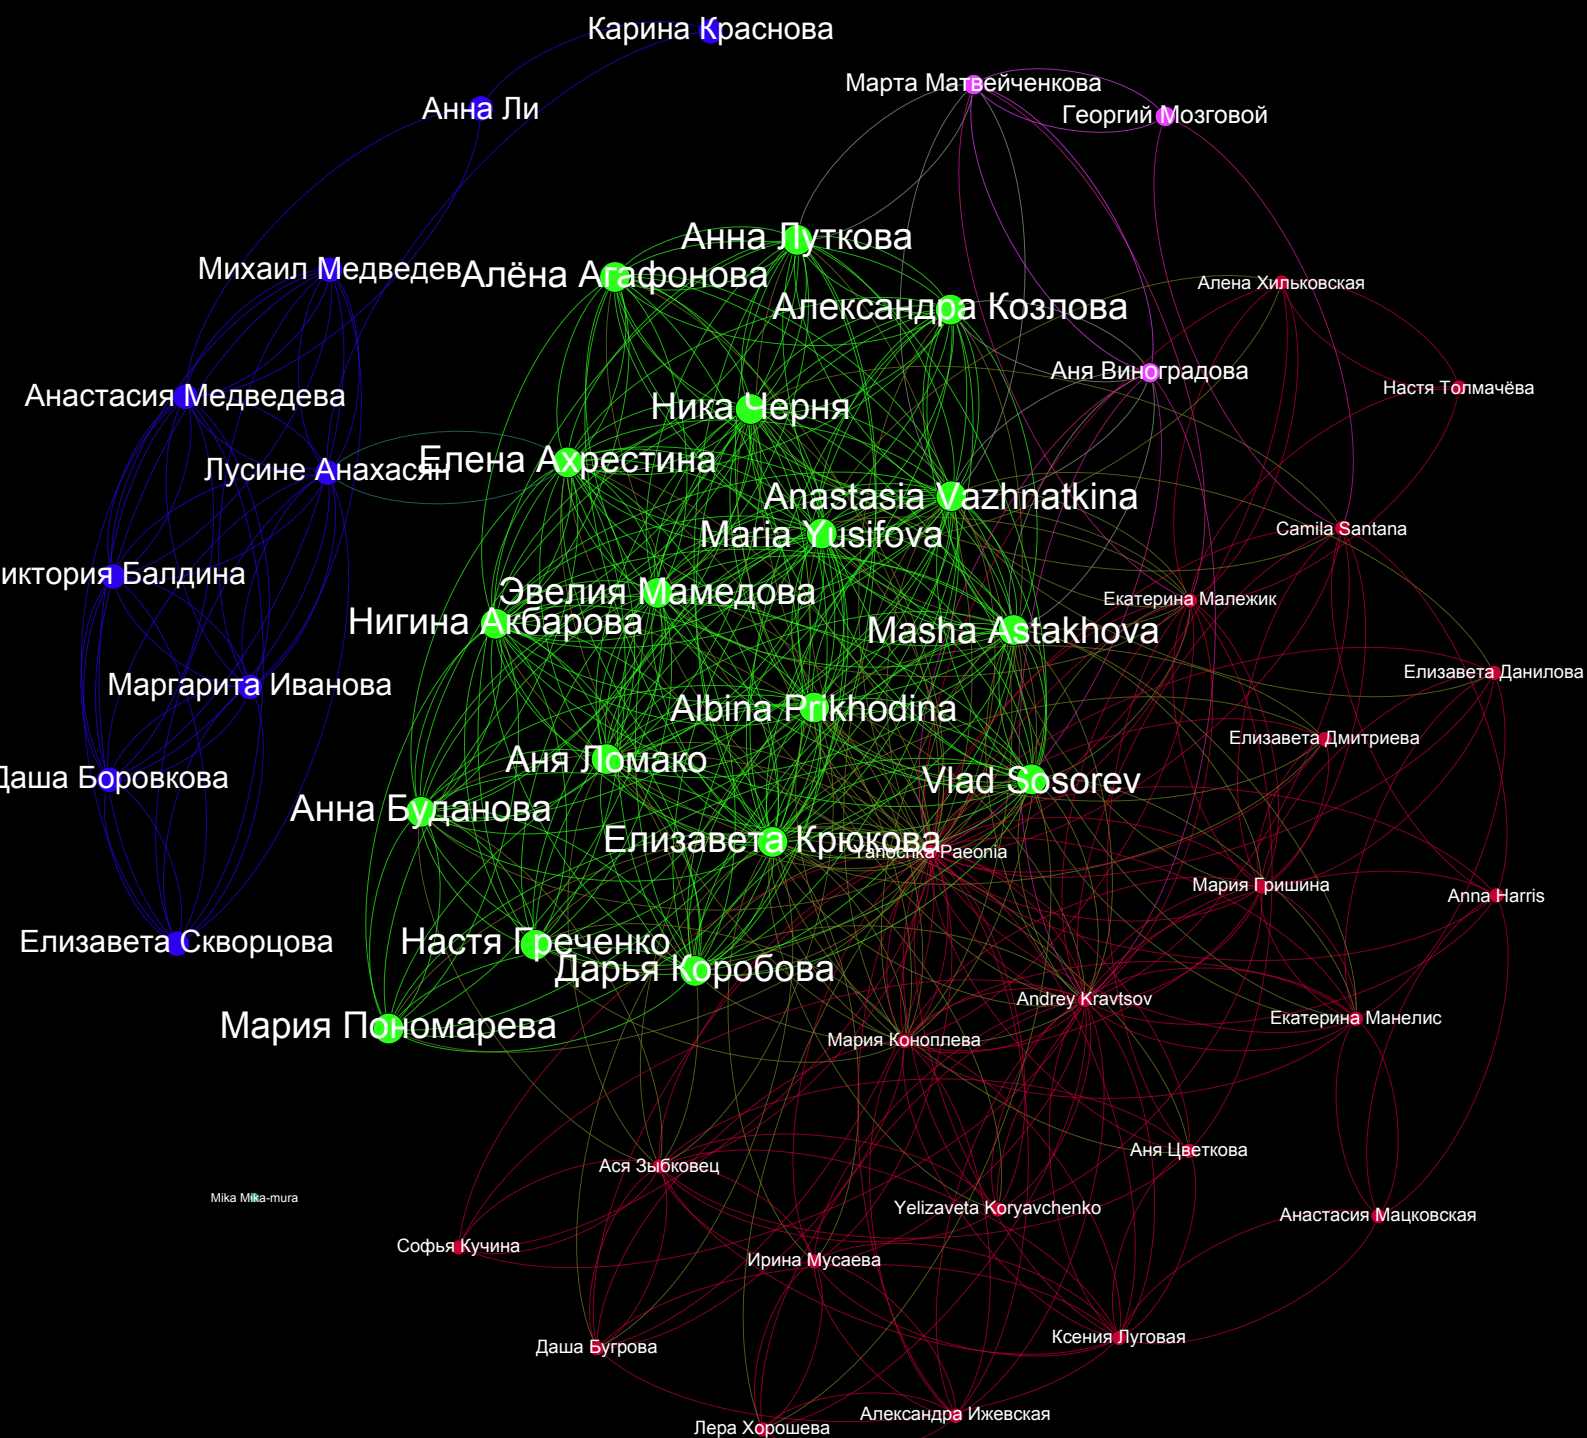 Карина Краснова
Марта Матвейченкова
Анна Ли
Георгий Мозговой
Анна Луткова
Михаил Медведев
Алёна Агафонова
Алена Хильковская
Александра Козлова
Аня Виноградова
Настя Толмачёва
Анастасия Медведева
Ника Черня
Елена Ахрестина
Лусине Анахасян
Anastasia Vazhnatkina
Camila Santana
Maria Yusifova
иктория Балдина
Эвелия Мамедова
Екатерина Малежик
Нигина Акбарова
Masha Astakhova
Елизавета Данилова
Маргарита Иванова
Albina Prikhodina
Елизавета Дмитриева
Аня Ломако
Даша Боровкова
Vlad Sosorev
Анна Буданова
Елизавета Крюкова
Yanochka Paeonia
Мария Гришина
Anna Harris
Елизавета Скворцова
Настя Греченко
Дарья Коробова
Andrey Kravtsov
Екатерина Манелис
Мария Пономарева
Мария Коноплева
Аня Цветкова
Ася Зыбковец
Mika Mika-mura
Yelizaveta Koryavchenko
Анастасия Мацковская
Софья Кучина
Ирина Мусаева
Ксения Луговая
Даша Бугрова
Александра Ижевская
Лера Хорошева